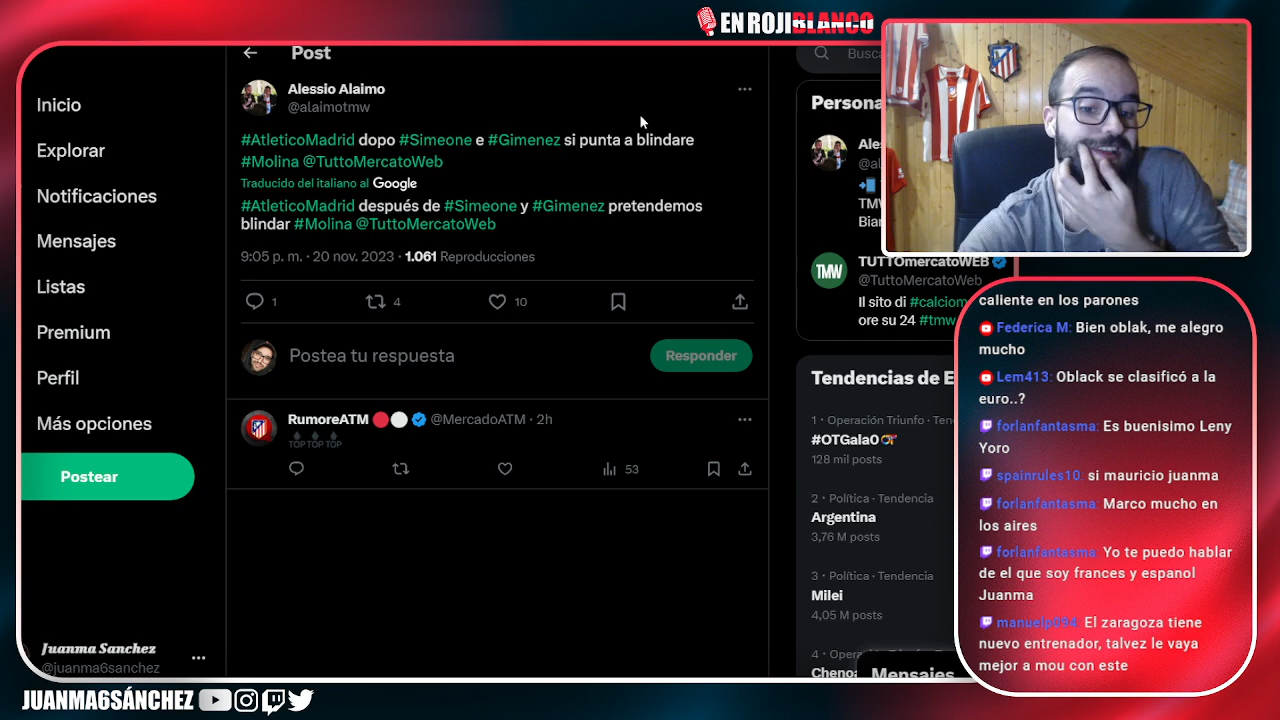 EN ROJIBLANCO
Post
Inicio
Explorar
Notificaciones
Mensajes
Listas
Premium
Perfil
Más opciones
Postear
Juanma Sanchez
@juanma6sanchez
Alessio Alaimo
@alaimotmw
#AtleticoMadrid dopo #Simeone e #Gimenez si punta a blindare
#Molina @TuttoMercatoWeb
Traducido del italiano al Google
#AtleticoMadrid después de #Simeone y #Gimenez pretendemos
blindar #Molina @TuttoMercatoWeb
9:05 p. m. · 20 nov. 2023 · 1.061 Reproducciones
1 4 10
Postea tu respuesta
Responder
RumoreATM @MercadoATM · 2h
TOP TOP TOP
53
Busca
Persona
Ale
@al
TMV
Bian
TMW
TUTTOmercatoWEB
@TuttoMercatoWeb
Il sito di #calciom
ore su 24 #tmw
Tendencias de E
1 · Operación Triunfo · Ten
#OTGala0
128 mil posts
2 · Política · Tendencia
Argentina
3,76 M posts
3 · Política · Tendencia
Milei
4,05 M posts
4 · Opera
Chenoa
Mensajes
caliente en los parones
Federica M: Bien oblak, me alegro
mucho
Lem413: Oblack se clasificó a la
euro..?
forlanfantasma: Es buenisimo Leny
Yoro
spainrules10: si mauricio juanma
forlanfantasma: Marco mucho en
los aires
forlanfantasma: Yo te puedo hablar
de el que soy frances y espanol
Juanma
manuelp094: El zaragoza tiene
nuevo entrenador, talvez le vaya
mejor a mou con este
JUANMA6SÁNCHEZ